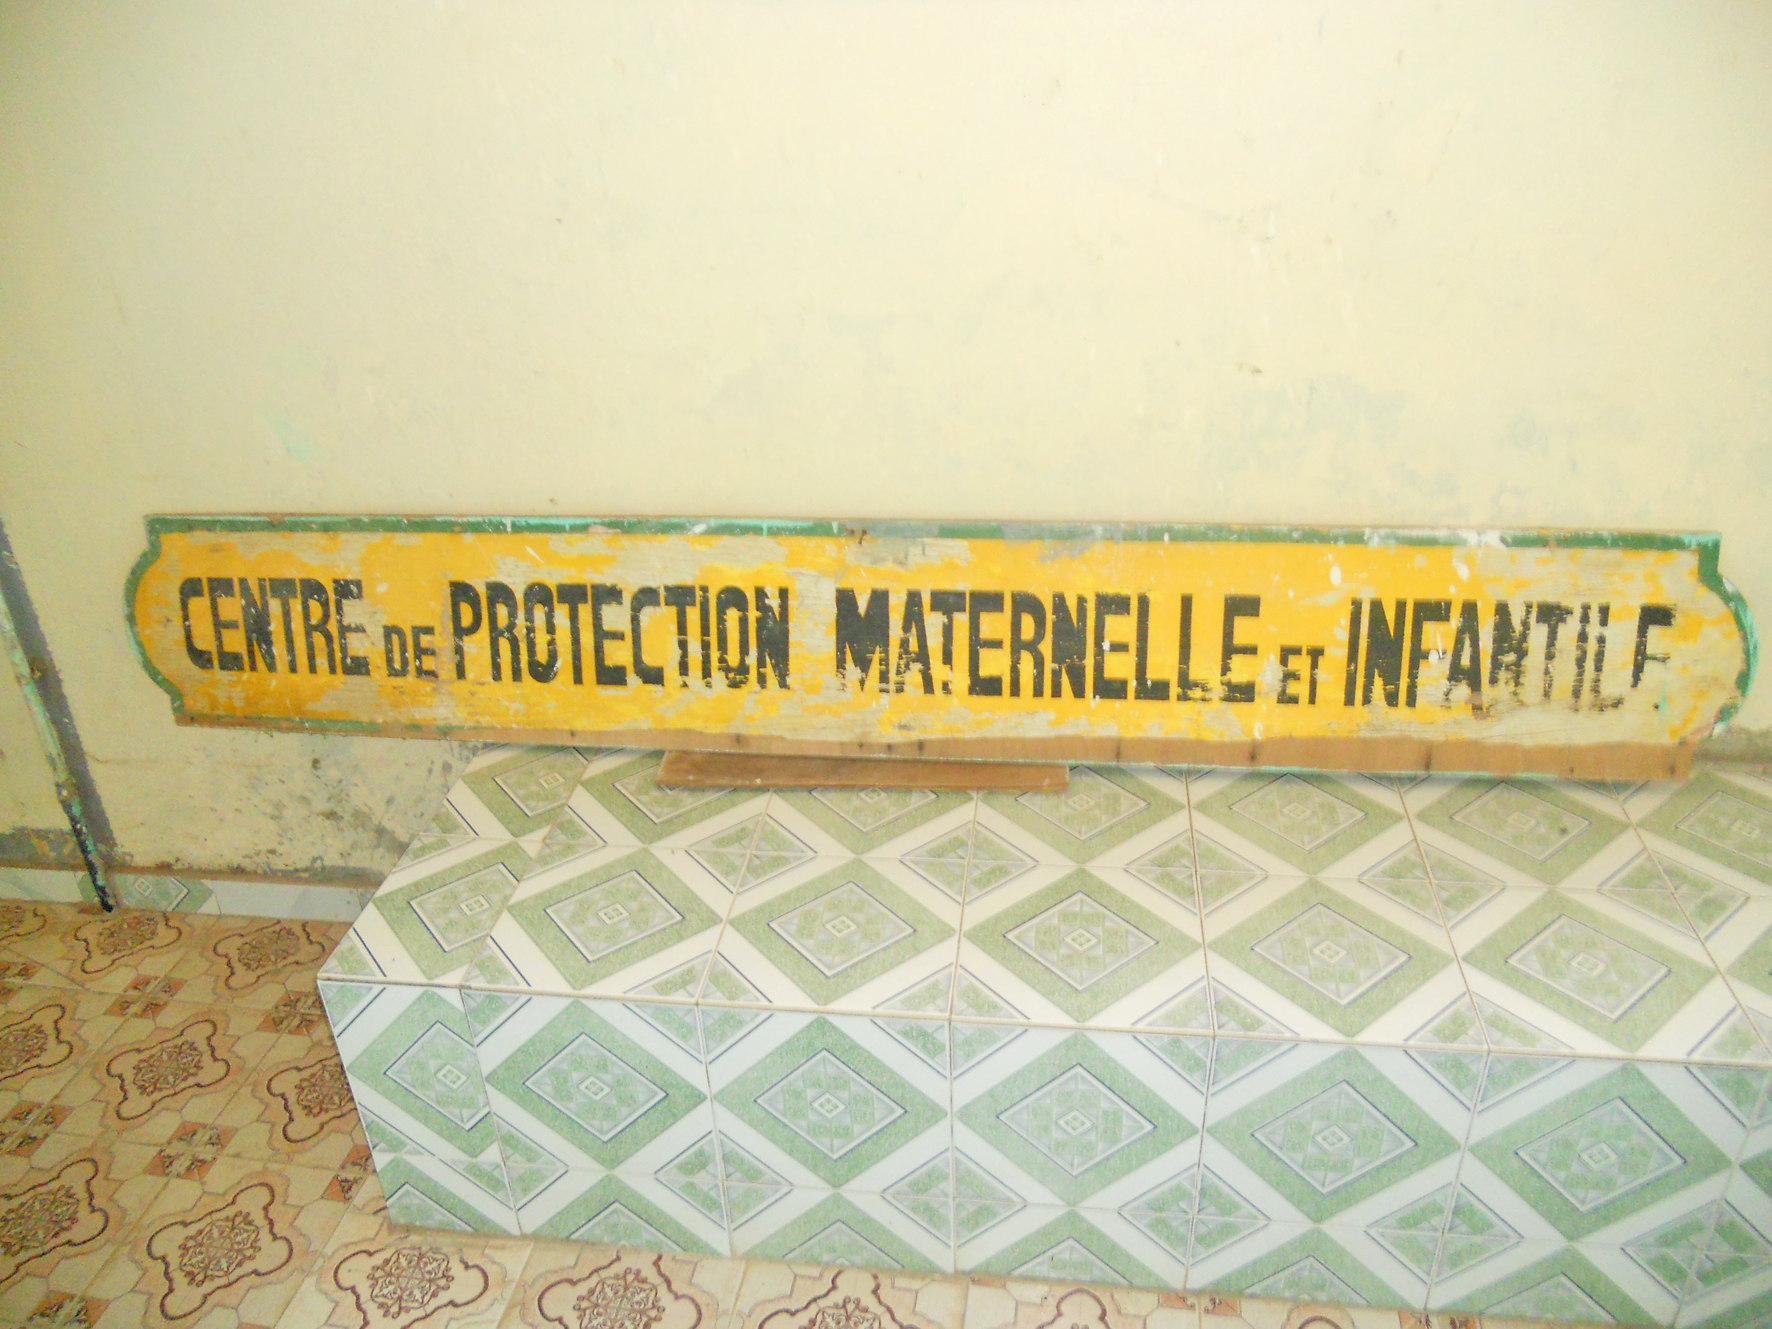 CENTRE DE PROTECTION MATERNELLE ET INFANTILE